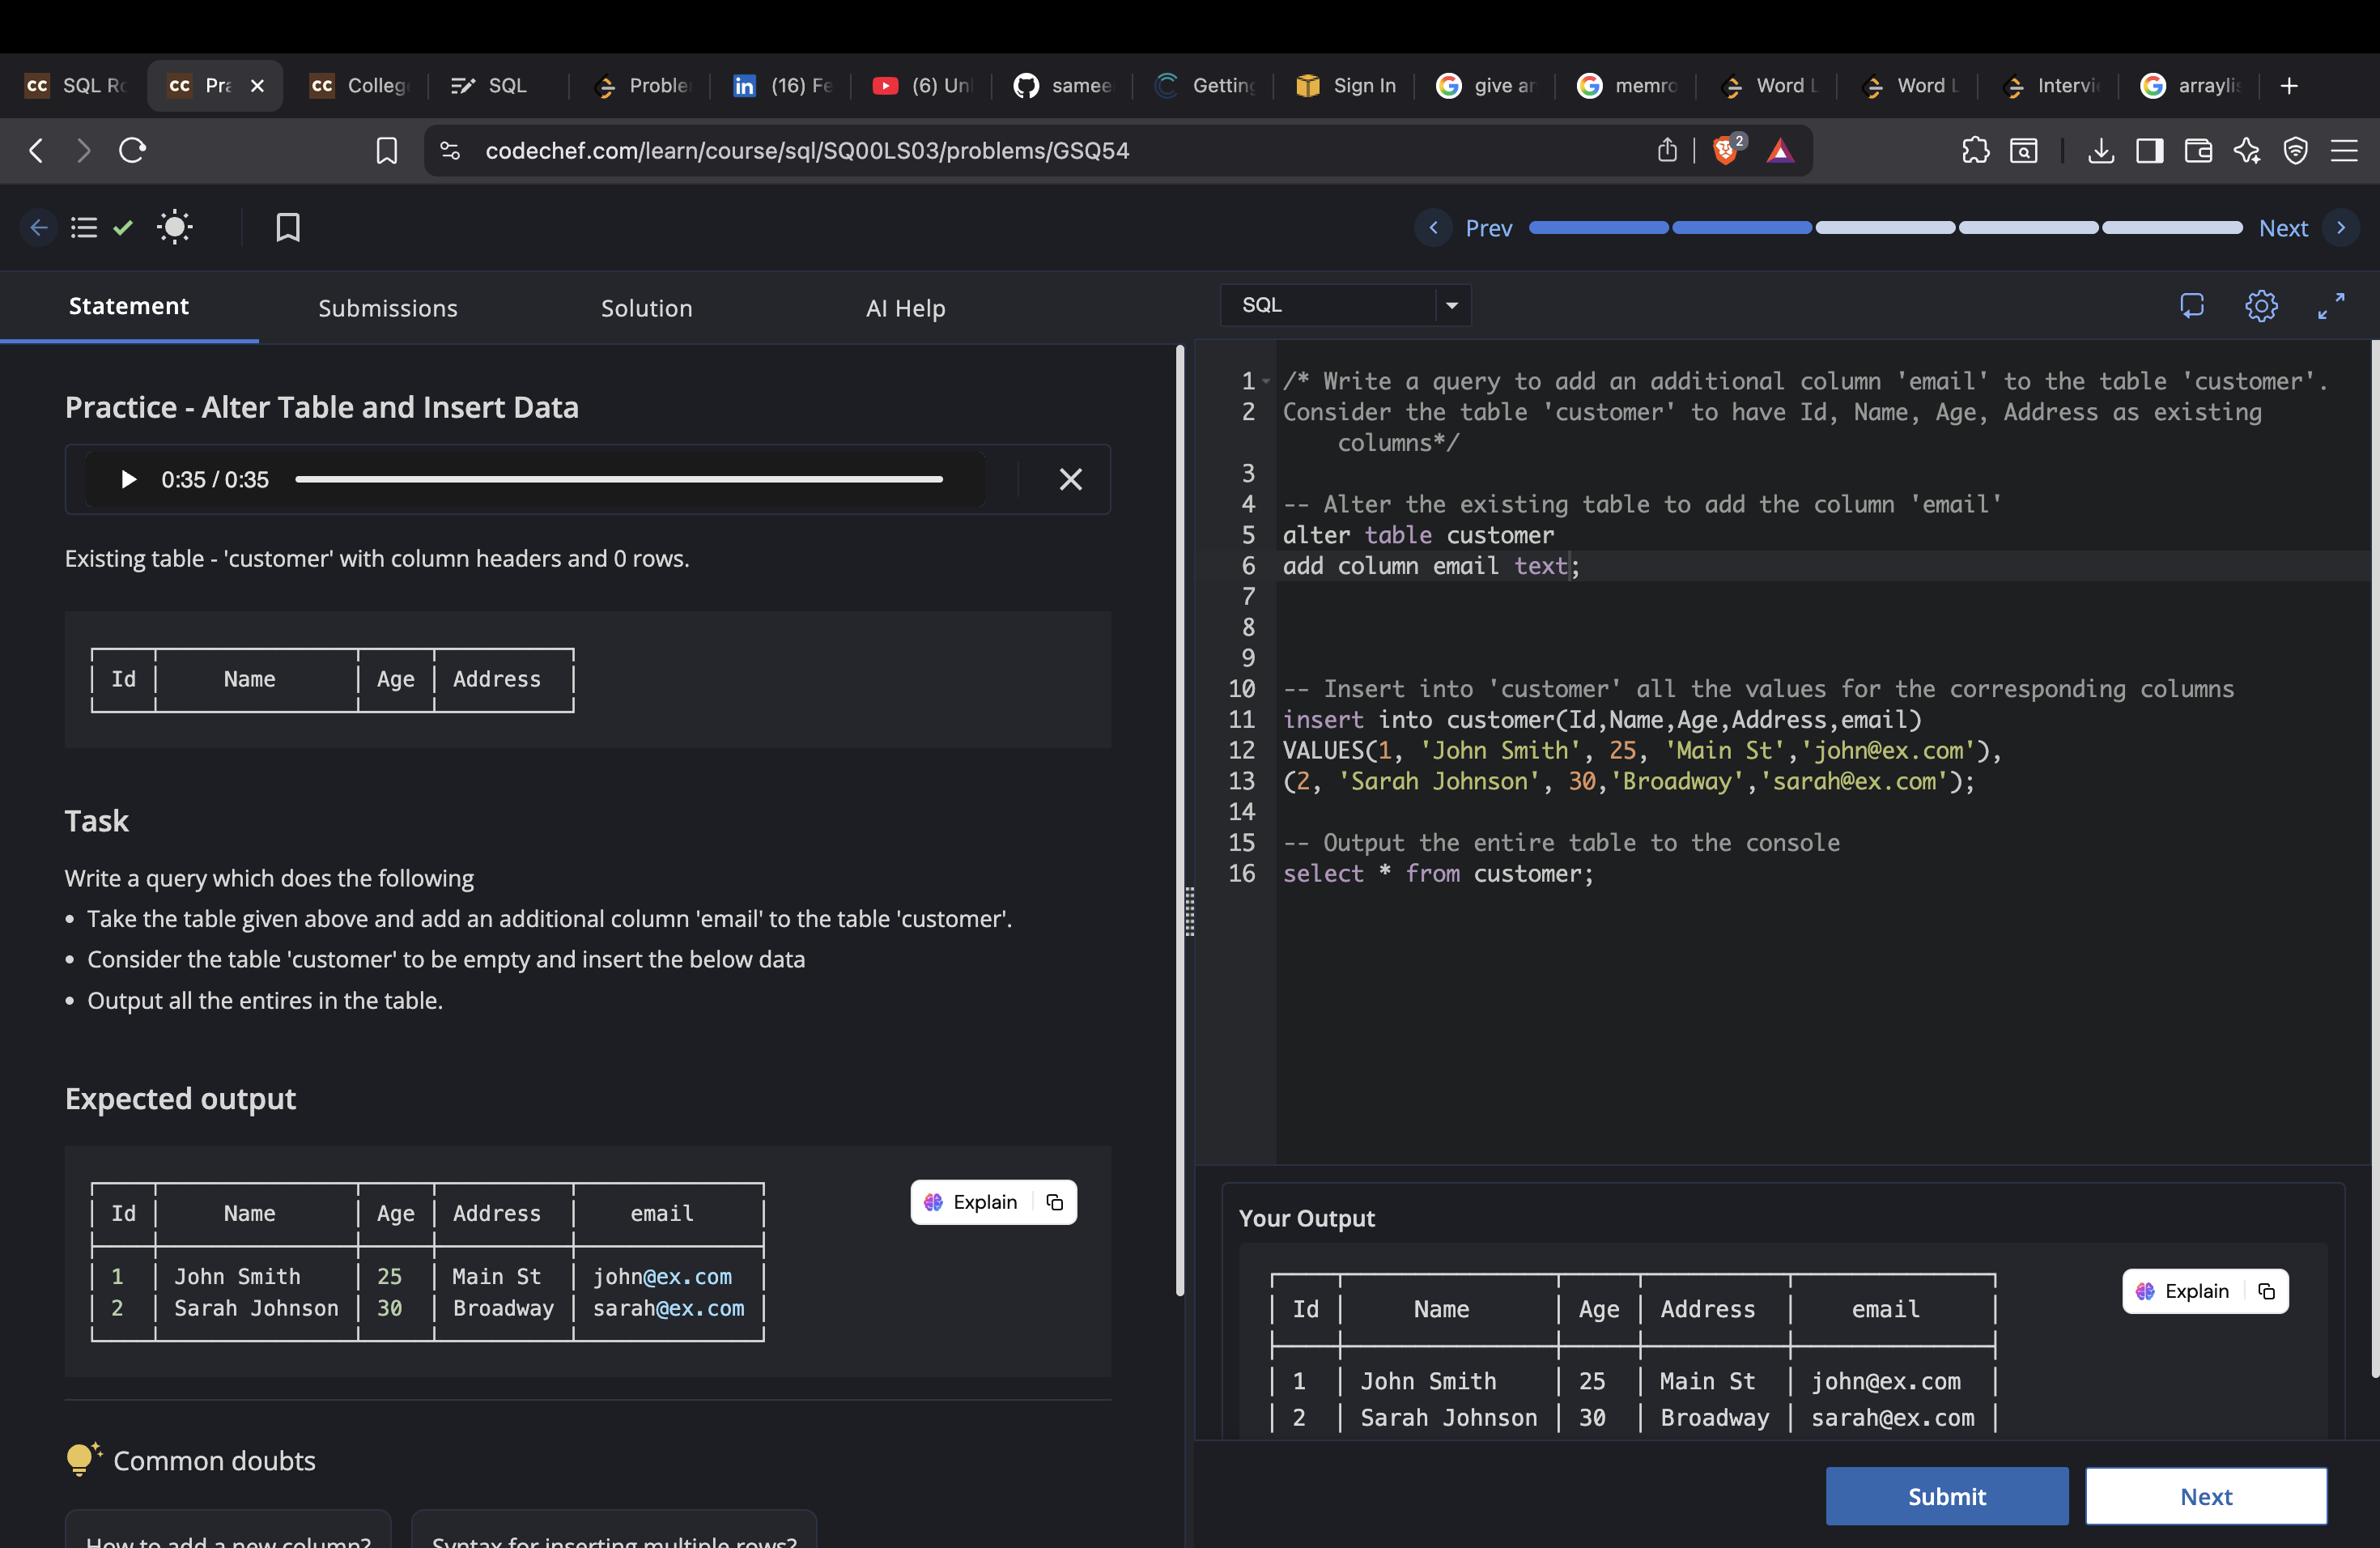 SQL Ro
Pra
Colleg
SQL
Problem
(16) Fe
(6) Unl
samee
Getting
Sign In
give an
memro
Word L
Word L
Intervi
arraylis
codechef.com/learn/course/sql/SQ00LS03/problems/GSQ54
2
Prev
Next
Statement
Submissions
Solution
AI Help
Practice - Alter Table and Insert Data
0:35 / 0:35
Existing table - 'customer' with column headers and 0 rows.
Id Name Age Address
Task
Write a query which does the following
• Take the table given above and add an additional column 'email' to the table 'customer'.
• Consider the table 'customer' to be empty and insert the below data
• Output all the entires in the table.
Expected output
Explain
Id Name Age Address email
1 John Smith 25 Main St john@ex.com
2 Sarah Johnson 30 Broadway sarah@ex.com
Common doubts
How to add a new column?
Syntax for inserting multiple rows?
SQL
1 /* Write a query to add an additional column 'email' to the table 'customer'.
2 Consider the table 'customer' to have Id, Name, Age, Address as existing
columns*/
3
4 -- Alter the existing table to add the column 'email'
5 alter table customer
6 add column email text;
7
8
9
10 -- Insert into 'customer' all the values for the corresponding columns
11 insert into customer(Id,Name,Age,Address,email)
12 VALUES(1, 'John Smith', 25, 'Main St','john@ex.com'),
13 (2, 'Sarah Johnson', 30,'Broadway','sarah@ex.com');
14
15 -- Output the entire table to the console
16 select * from customer;
Your Output
Explain
Id Name Age Address email
1 John Smith 25 Main St john@ex.com
2 Sarah Johnson 30 Broadway sarah@ex.com
Submit
Next